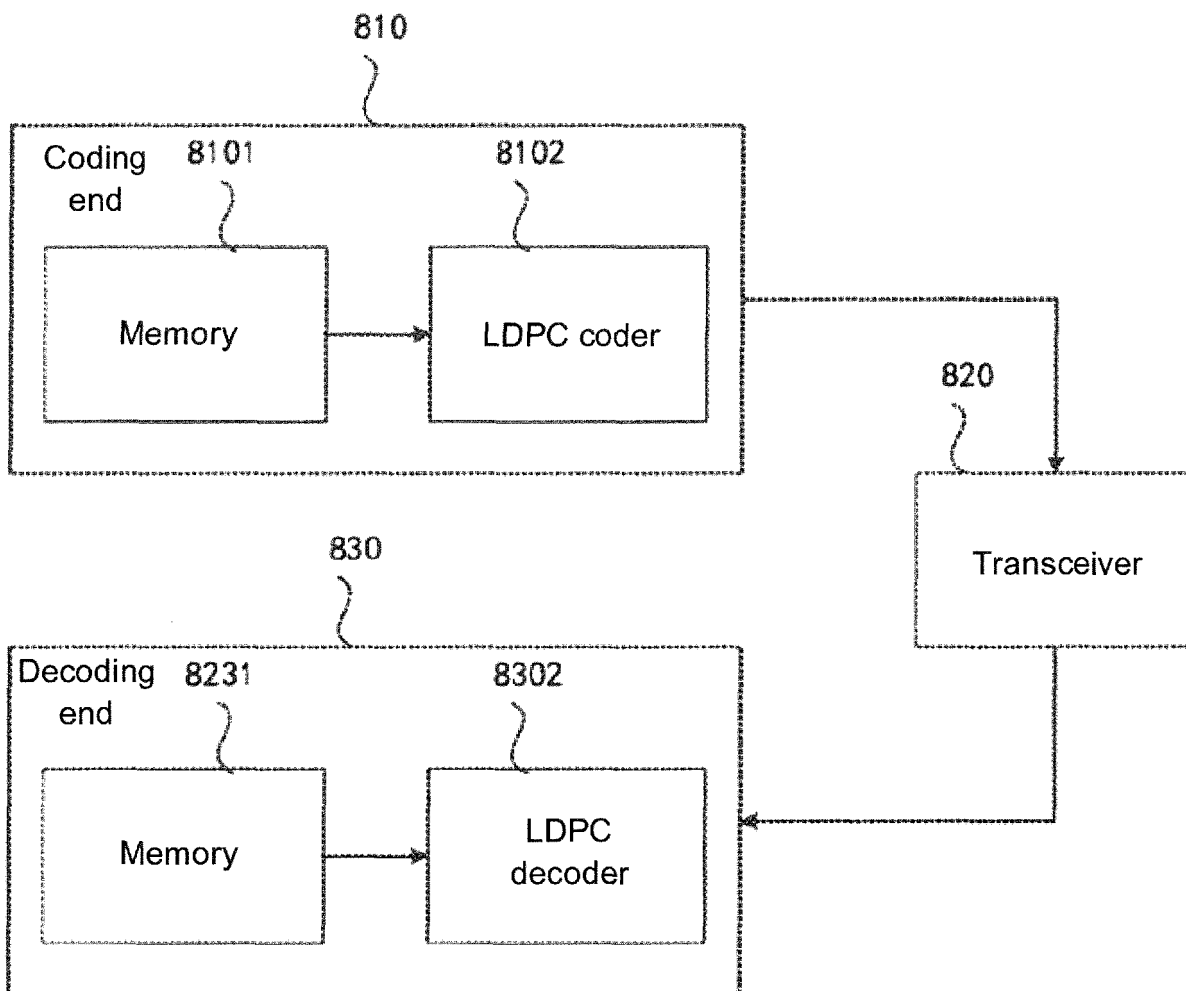 810
Coding
end
8101
8102
Memory
LDPC coder
820
Transceiver
830
Decoding
end
8231
8302
Memory
LDPC
decoder